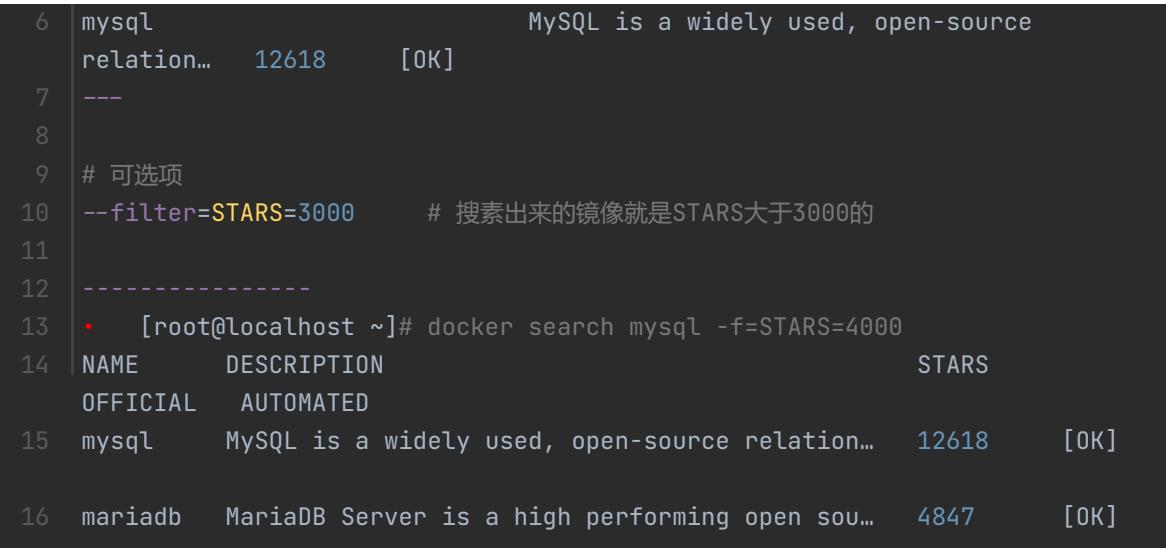 6 mysql MySQL is a widely used, open-source
relation… 12618 [OK]
7 ---
8
9 # 可选项
10 --filter=STARS=3000 # 搜素出来的镜像就是STARS大于3000的
11
12 ----------------
13 • [root@localhost ~]# docker search mysql -f=STARS=4000
14 NAME DESCRIPTION STARS
OFFICIAL AUTOMATED
15 mysql MySQL is a widely used, open-source relation… 12618 [OK]
16 mariadb MariaDB Server is a high performing open sou… 4847 [OK]